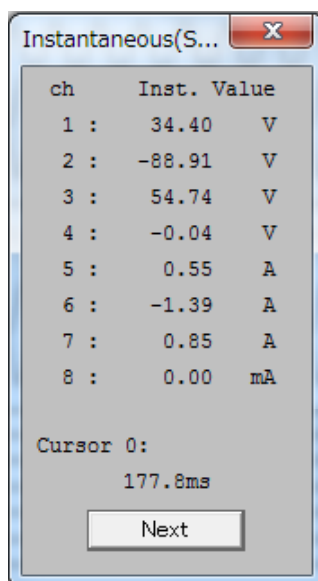 Instantaneous(S...
ch Inst. Value
1 : 34.40 V
2 : -88.91 V
3 : 54.74 V
4 : -0.04 V
5 : 0.55 A
6 : -1.39 A
7 : 0.85 A
8 : 0.00 mA
Cursor 0:
177.8ms
Next